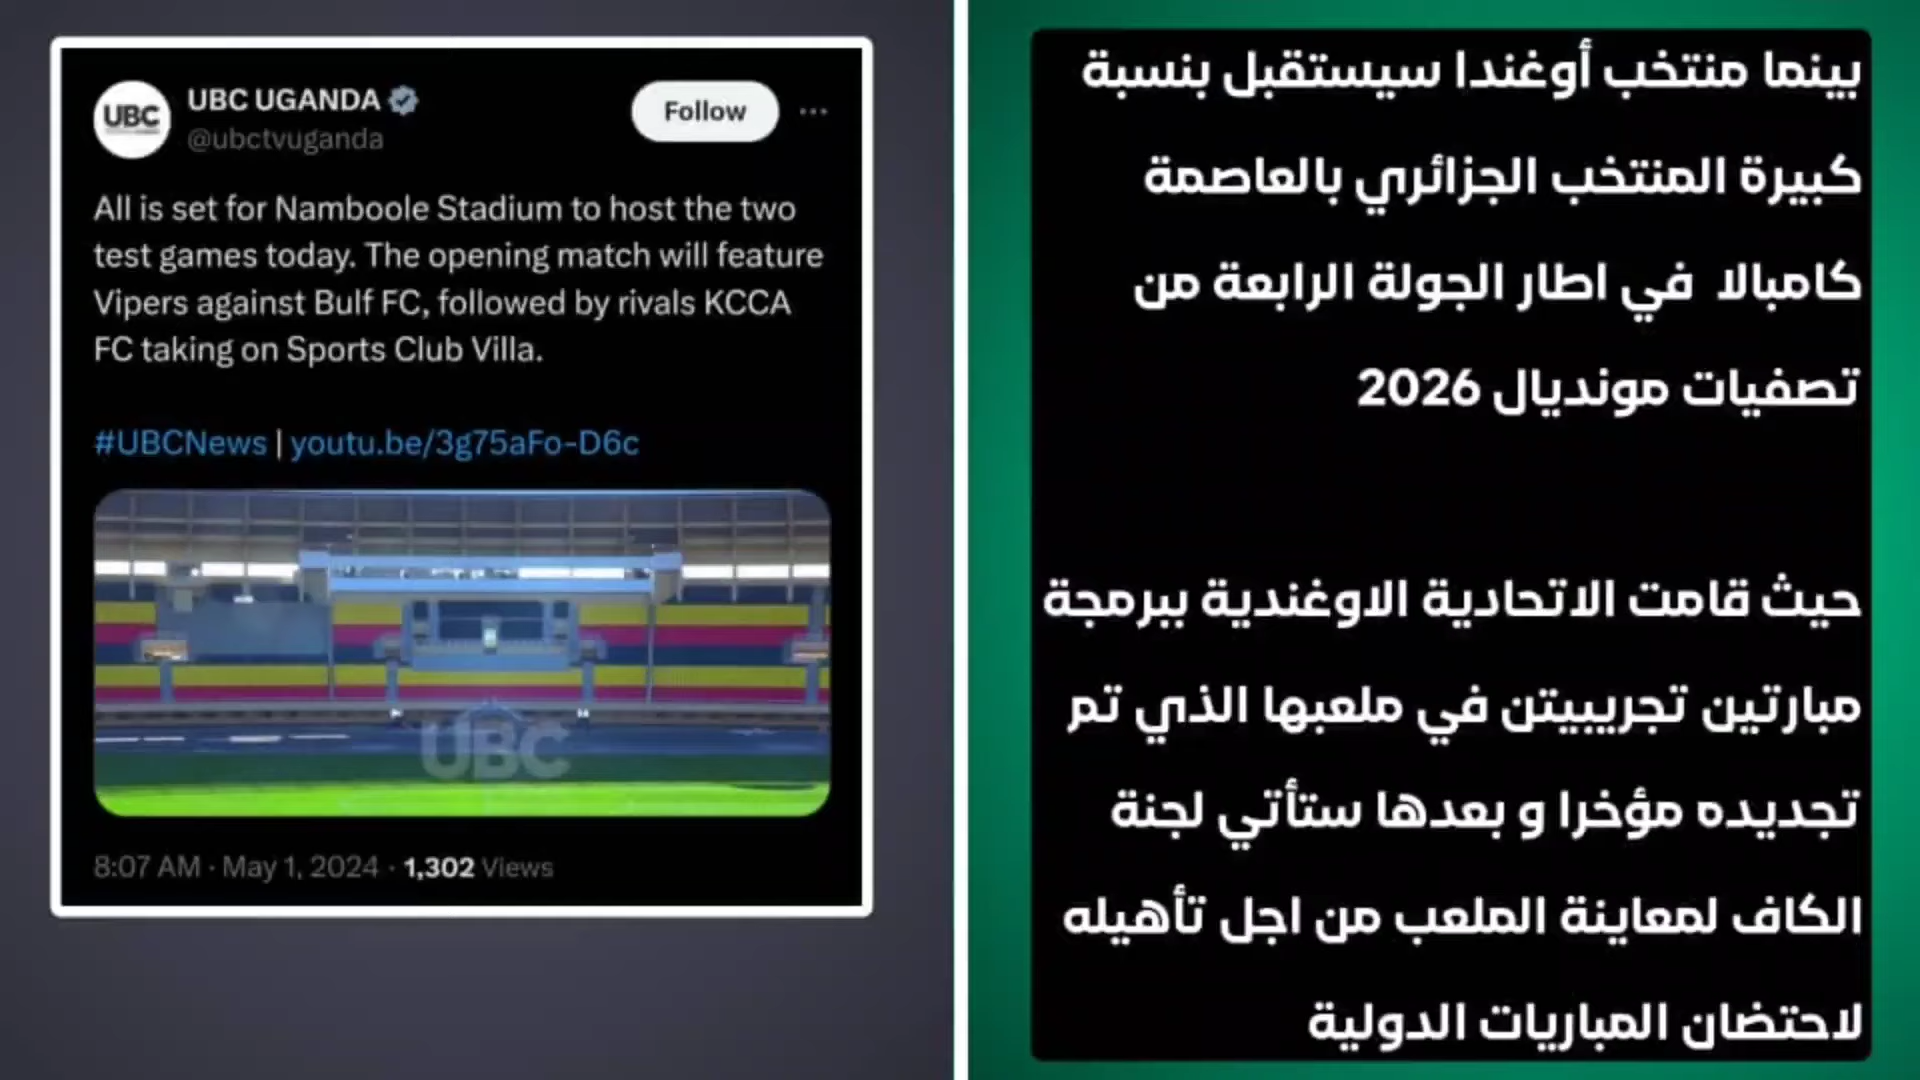 UBC
UBC UGANDA
@ubctvuganda
Follow
All is set for Namboole Stadium to host the two
test games today. The opening match will feature
Vipers against Bulf FC, followed by rivals KCCA
FC taking on Sports Club Villa.
#UBCNews | youtu.be/3g75aFo-D6c
UBC
8:07 AM · May 1, 2024 · 1,302 Views
بينما منتخب أوغندا سيستقبل بنسبة
كبيرة المنتخب الجزائري بالعاصمة
كامبالا في اطار الجولة الرابعة من
تصفيات مونديال 2026
حيث قامت الاتحادية الاوغندية ببرمجة
مبارتين تجريبيتن في ملعبها الذي تم
تجديده مؤخرا و بعدها ستأتي لجنة
الكاف لمعاينة الملعب من اجل تأهيله
لاحتضان المباريات الدولية